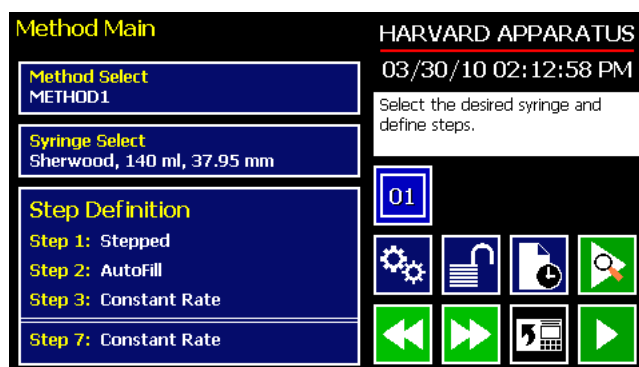 Method Main
Method Select
METHOD1
Syringe Select
Sherwood, 140 ml, 37.95 mm
Step Definition
Step 1: Stepped
Step 2: AutoFill
Step 3: Constant Rate
Step 7: Constant Rate
HARVARD APPARATUS
03/30/10 02:12:58 PM
Select the desired syringe and
define steps.
01